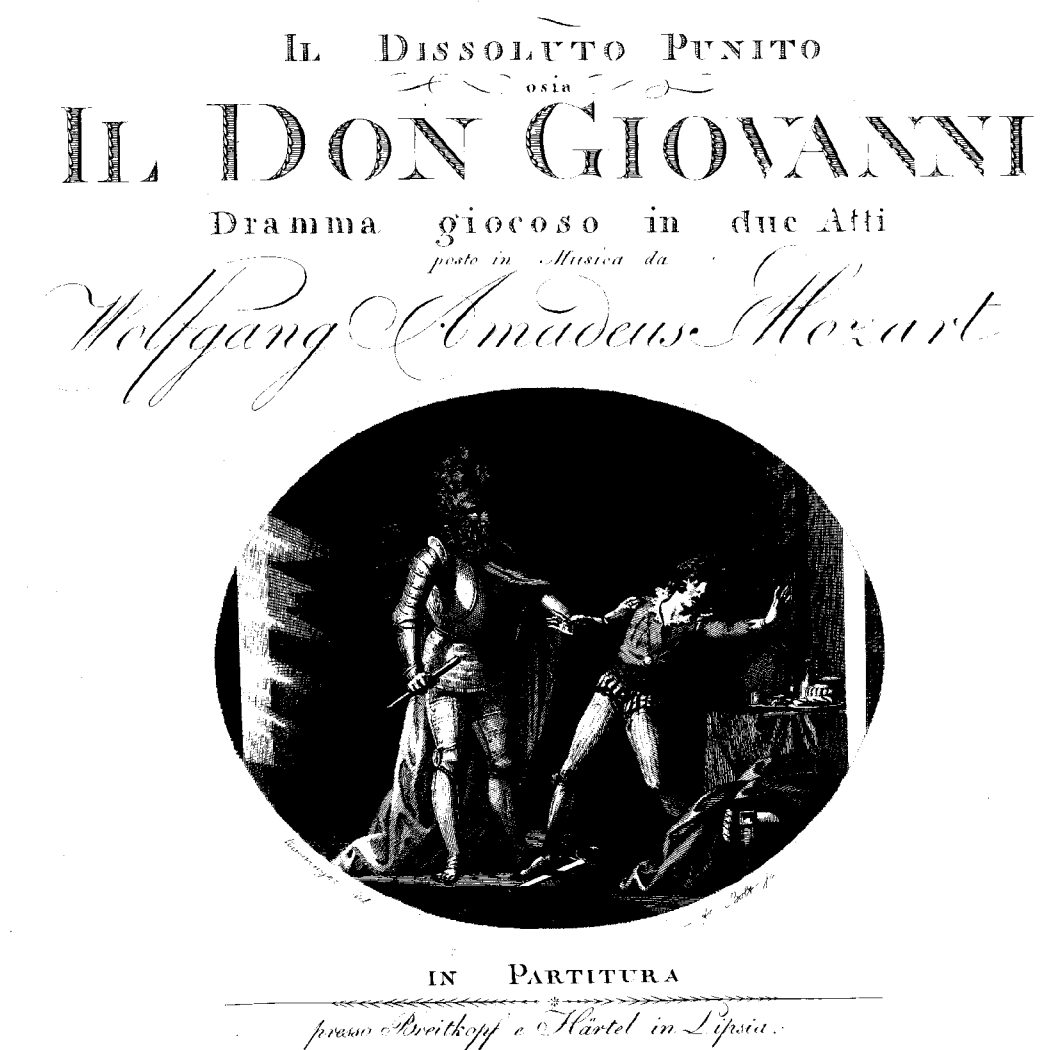 IL DISSOLUTO PUNITO
osia
IL DON GIOVANNI
Dramma giocoso in due Atti
posto in Musica da
Wolfgang Amadeus Mozart
IN PARTITURA
presso Breitkopf e Härtel in Lipsia.